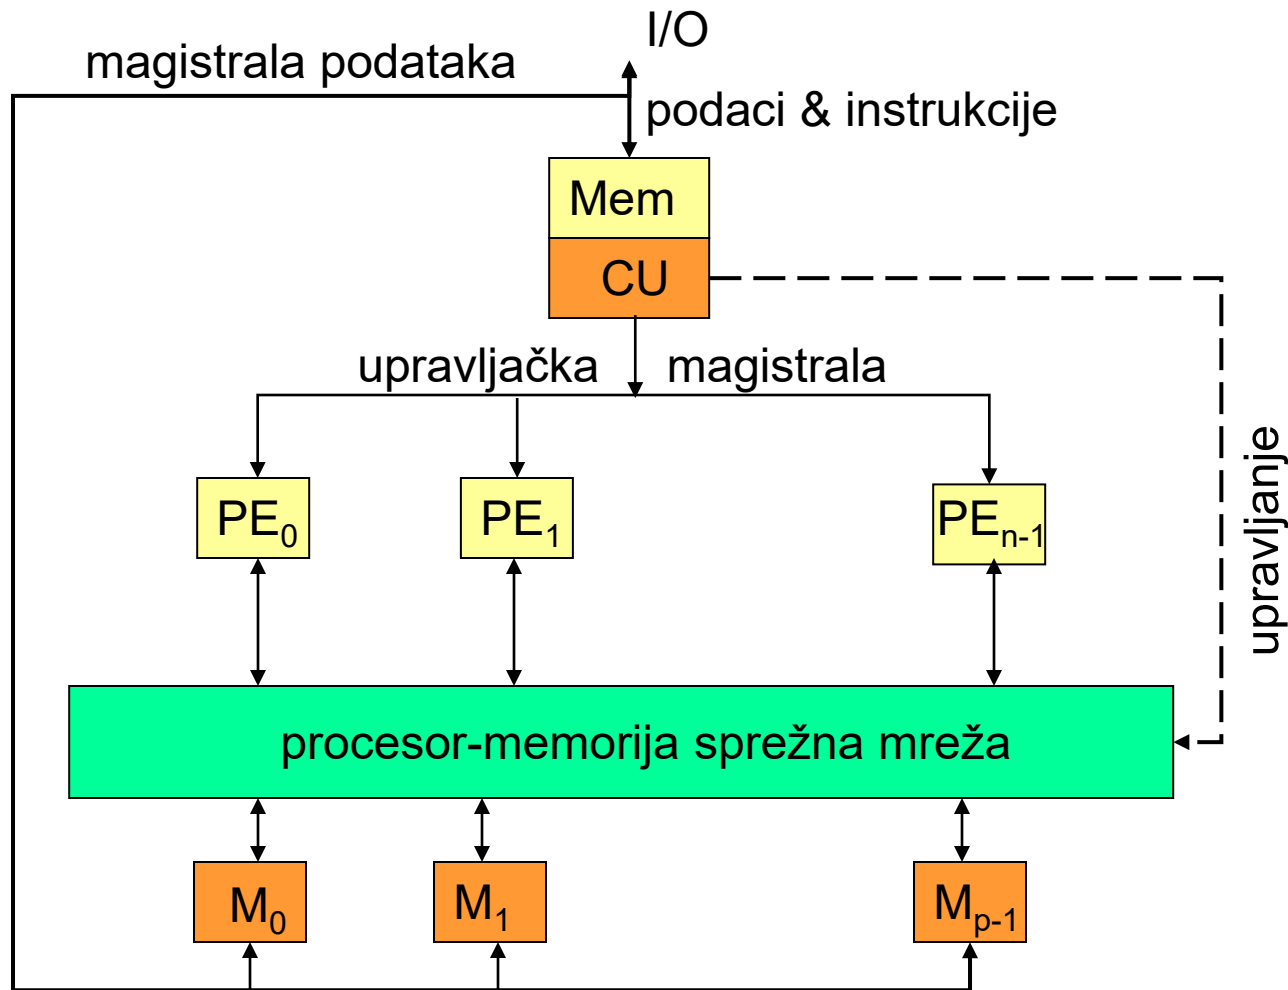 I/O
magistrala podataka
podaci & instrukcije
Mem
CU
upravljačka magistrala
upravljanje
PE₀ PE₁ PEₙ₋₁
procesor-memorija sprežna mreža
M₀ M₁ Mₚ₋₁